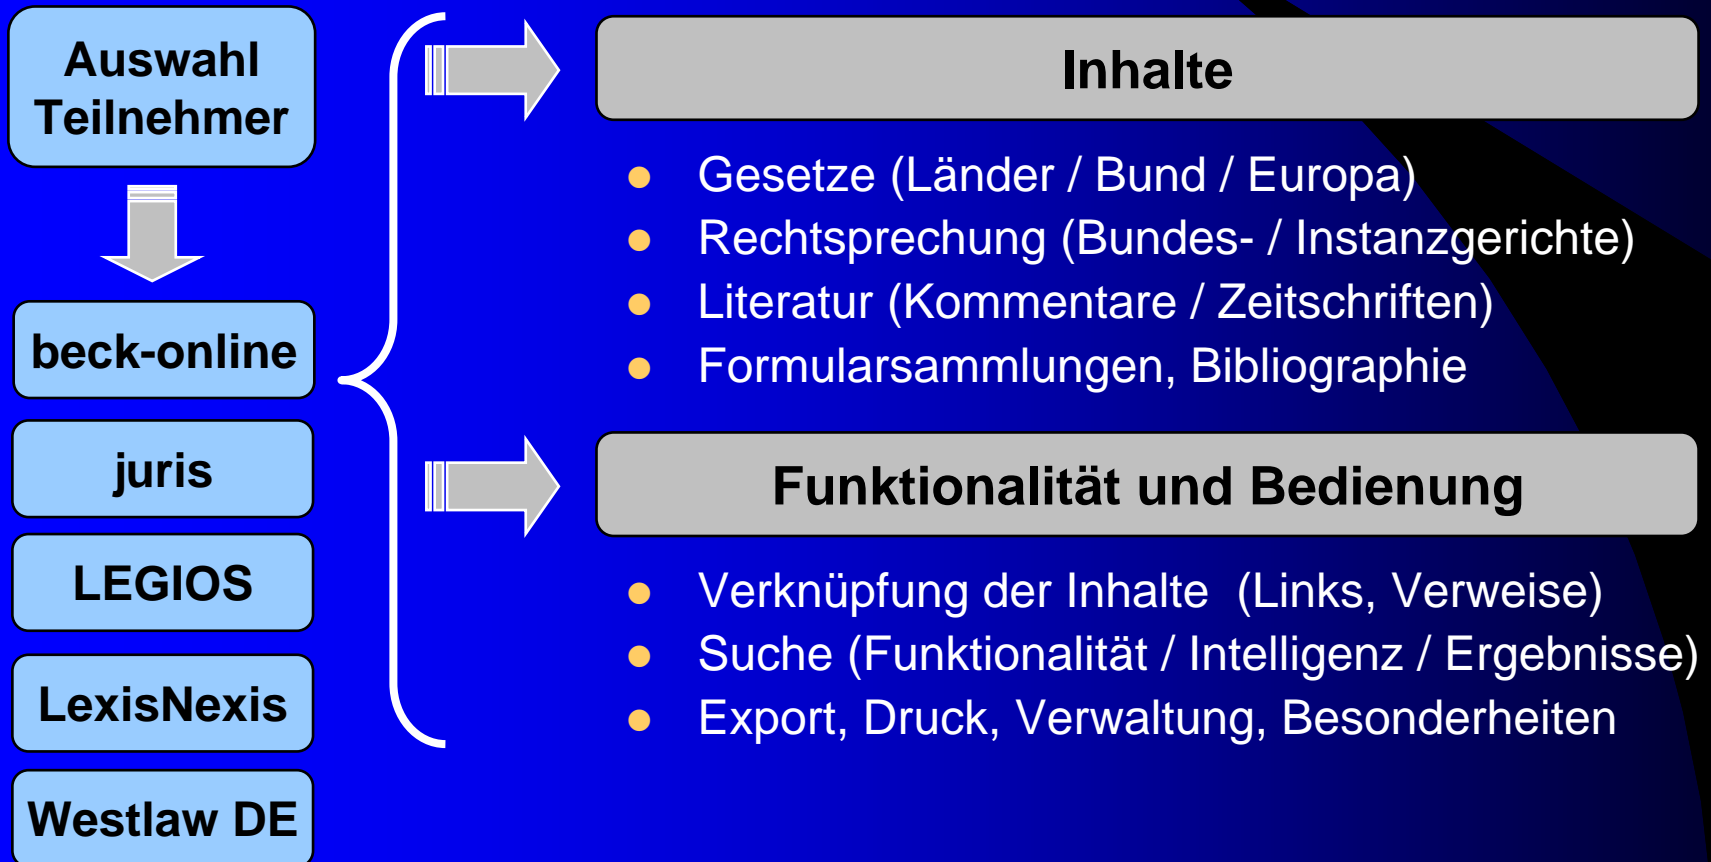 Auswahl
Teilnehmer
beck-online
juris
LEGIOS
LexisNexis
Westlaw DE
Inhalte
Gesetze (Länder / Bund / Europa)
Rechtsprechung (Bundes- / Instanzgerichte)
Literatur (Kommentare / Zeitschriften)
Formularsammlungen, Bibliographie
Funktionalität und Bedienung
Verknüpfung der Inhalte (Links, Verweise)
Suche (Funktionalität / Intelligenz / Ergebnisse)
Export, Druck, Verwaltung, Besonderheiten